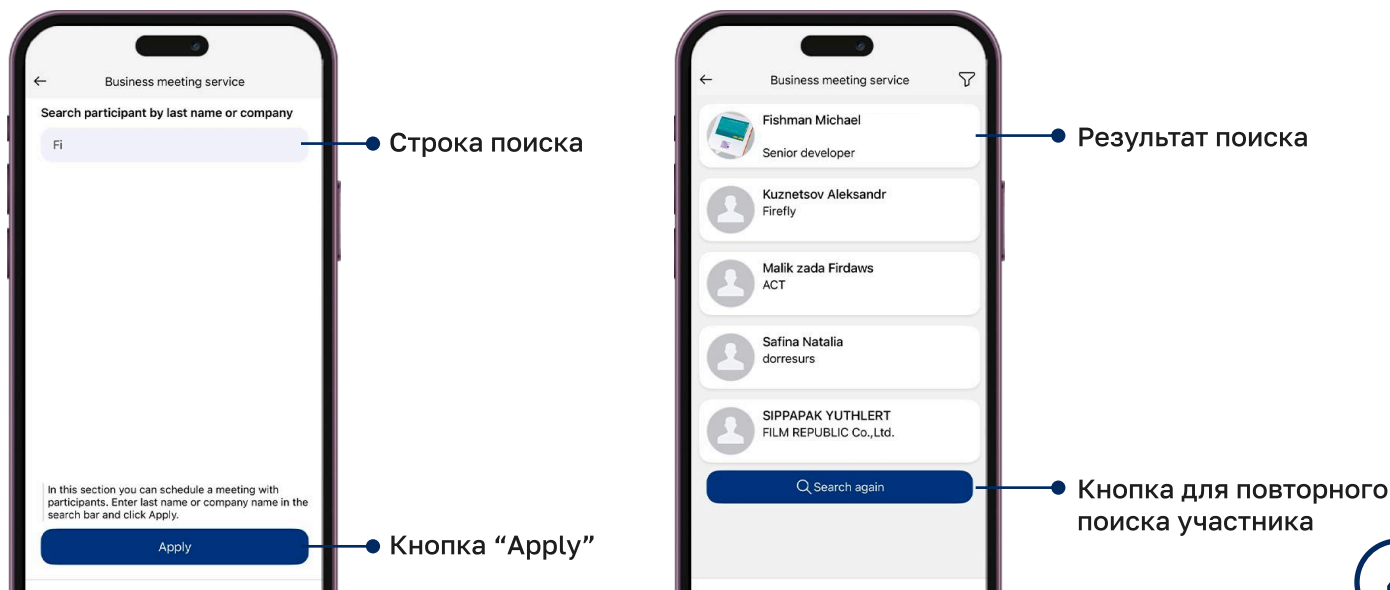 Business meeting service
Search participant by last name or company
Fi
Строка поиска
In this section you can schedule a meeting with
participants. Enter last name or company name in the
search bar and click Apply.
Apply
Кнопка “Apply”
Business meeting service
Fishman Michael
Senior developer
Результат поиска
Kuznetsov Aleksandr
Firefly
Malik zada Firdaws
ACT
Safina Natalia
dorresurs
SIPPAPAK YUTHLERT
FILM REPUBLIC Co.,Ltd.
Search again
Кнопка для повторного
поиска участника